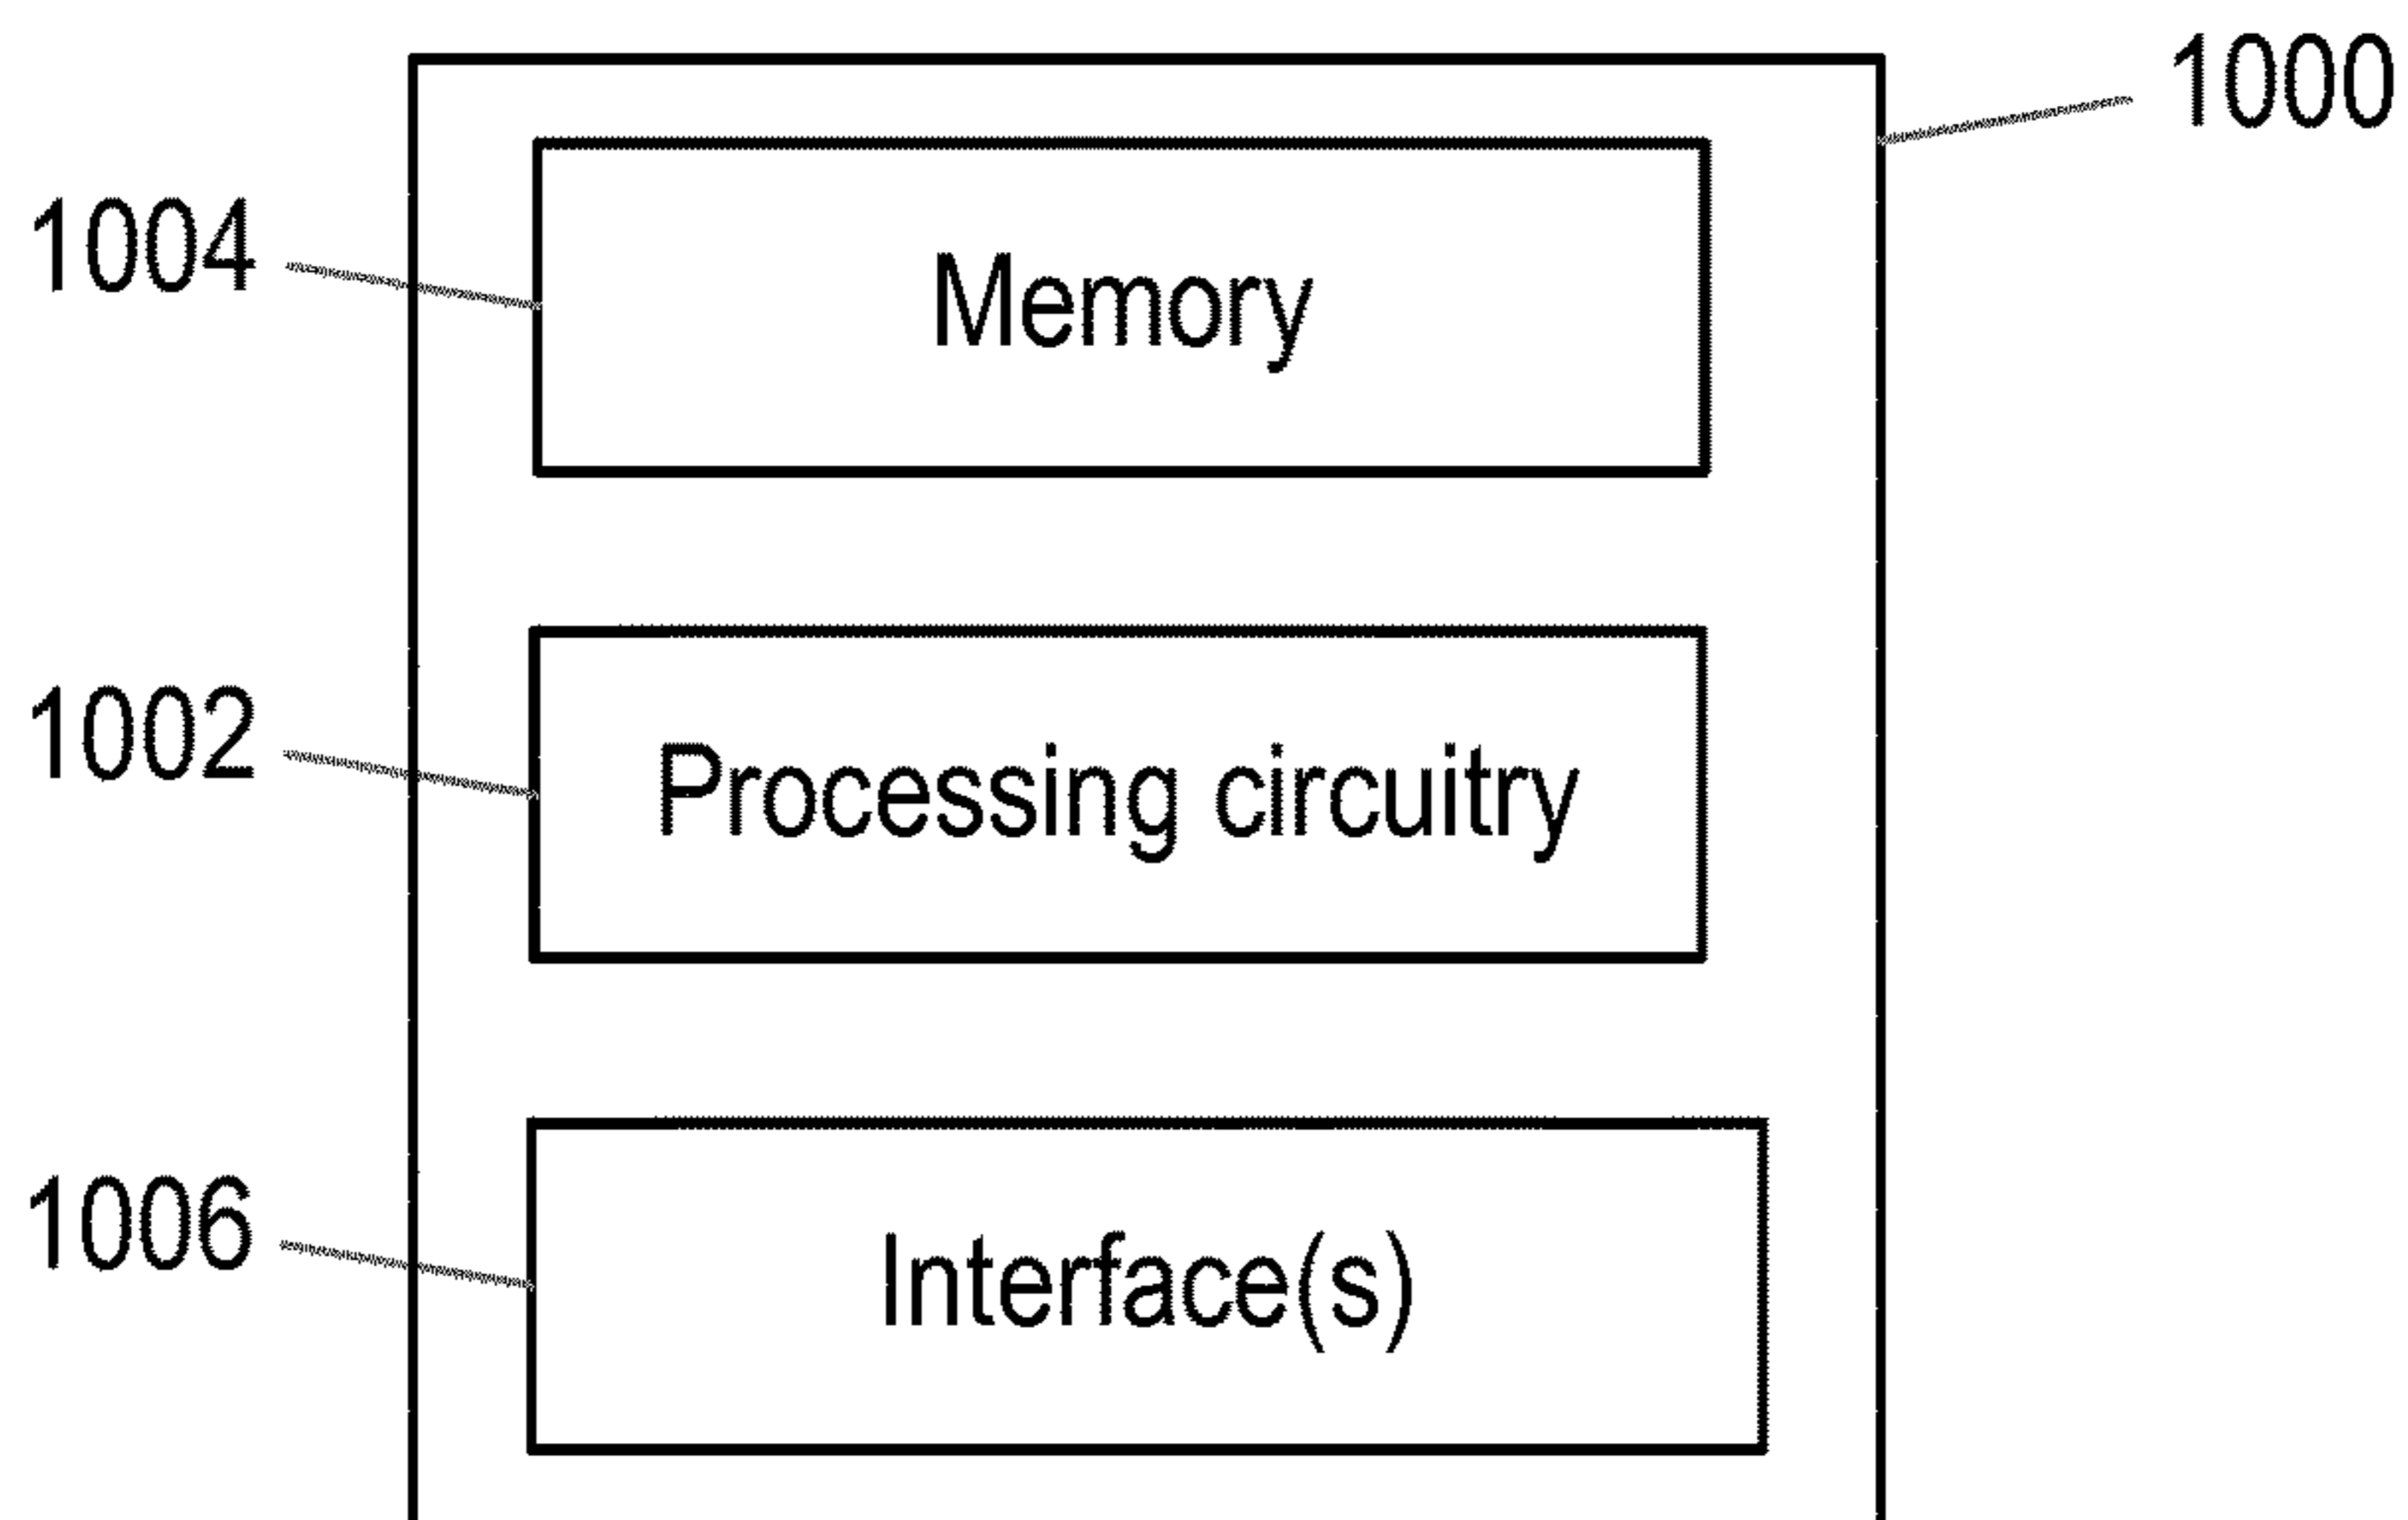 1000
1004
Memory
1002
Processing circuitry
1006
Interface(s)